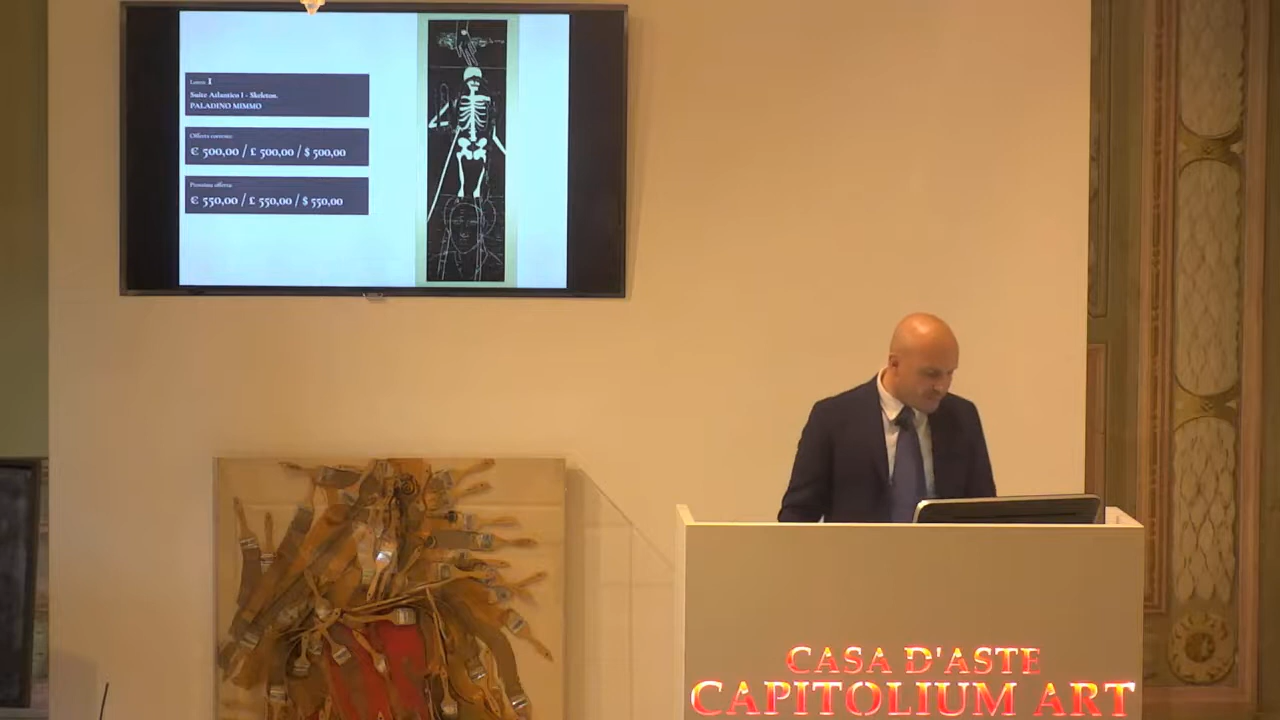 Lotto: 1
Suite Atlantico I - Skeleton.
PALADINO MIMMO
Offerta corrente:
€ 500,00 / £ 500,00 / $ 500,00
Prossima offerta:
€ 550,00 / £ 550,00 / $ 550,00
CASA D'ASTE
CAPITOLIUM ART